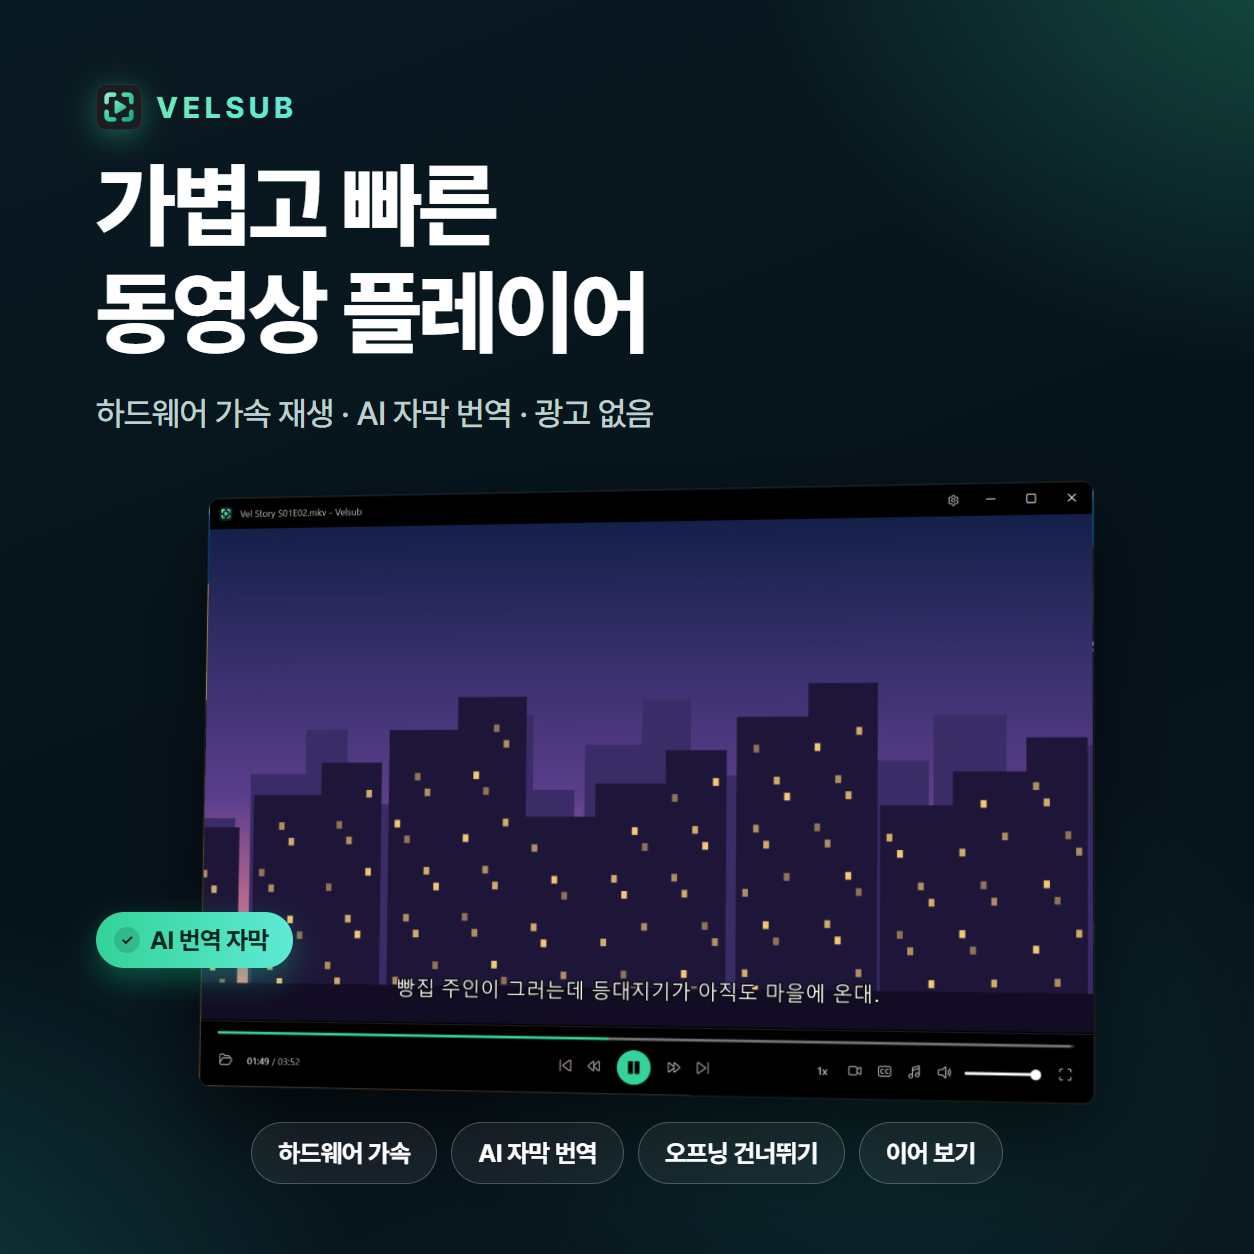 VELSUB
가볍고 빠른
동영상 플레이어
하드웨어 가속 재생 · AI 자막 번역 · 광고 없음
Vel Story S01E02.mkv - Velsub
AI 번역 자막
빵집 주인이 그러는데 등대지기가 아직도 마을에 온대.
01:49 / 03:52
1x
CC
하드웨어 가속
AI 자막 번역
오프닝 건너뛰기
이어 보기